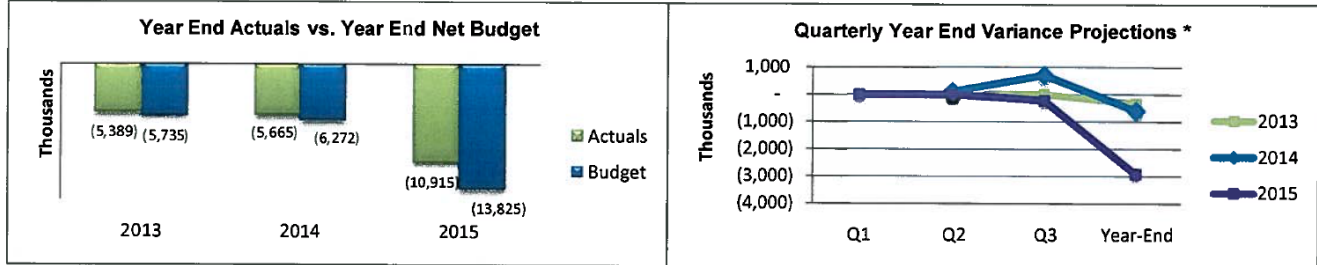 Year End Actuals vs. Year End Net Budget
Thousands
(5,389)
(5,735)
(5,665)
(6,272)
(10,915)
(13,825)
Actuals
Budget
2013
2014
2015
Quarterly Year End Variance Projections *
Thousands
1,000
-
(1,000)
(2,000)
(3,000)
(4,000)
Q1
Q2
Q3
Year-End
2013
2014
2015